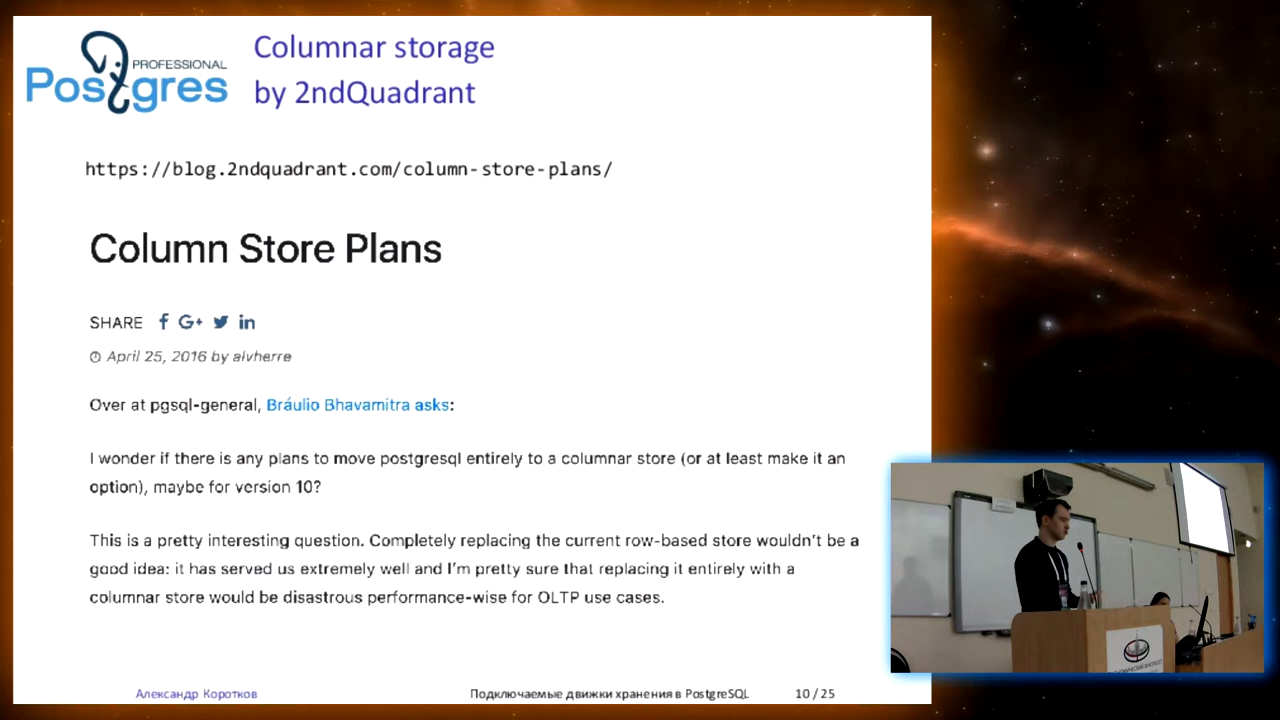 PROFESSIONAL
Postgres
Columnar storage
by 2ndQuadrant
https://blog.2ndquadrant.com/column-store-plans/
Column Store Plans
SHARE
April 25, 2016 by alvherre
Over at pgsql-general, Bráulio Bhavamitra asks:
I wonder if there is any plans to move postgresql entirely to a columnar store (or at least make it an
option), maybe for version 10?
This is a pretty interesting question. Completely replacing the current row-based store wouldn't be a
good idea: it has served us extremely well and I'm pretty sure that replacing it entirely with a
columnar store would be disastrous performance-wise for OLTP use cases.
Александр Коротков
Подключаемые движки хранения в PostgreSQL
10 / 25